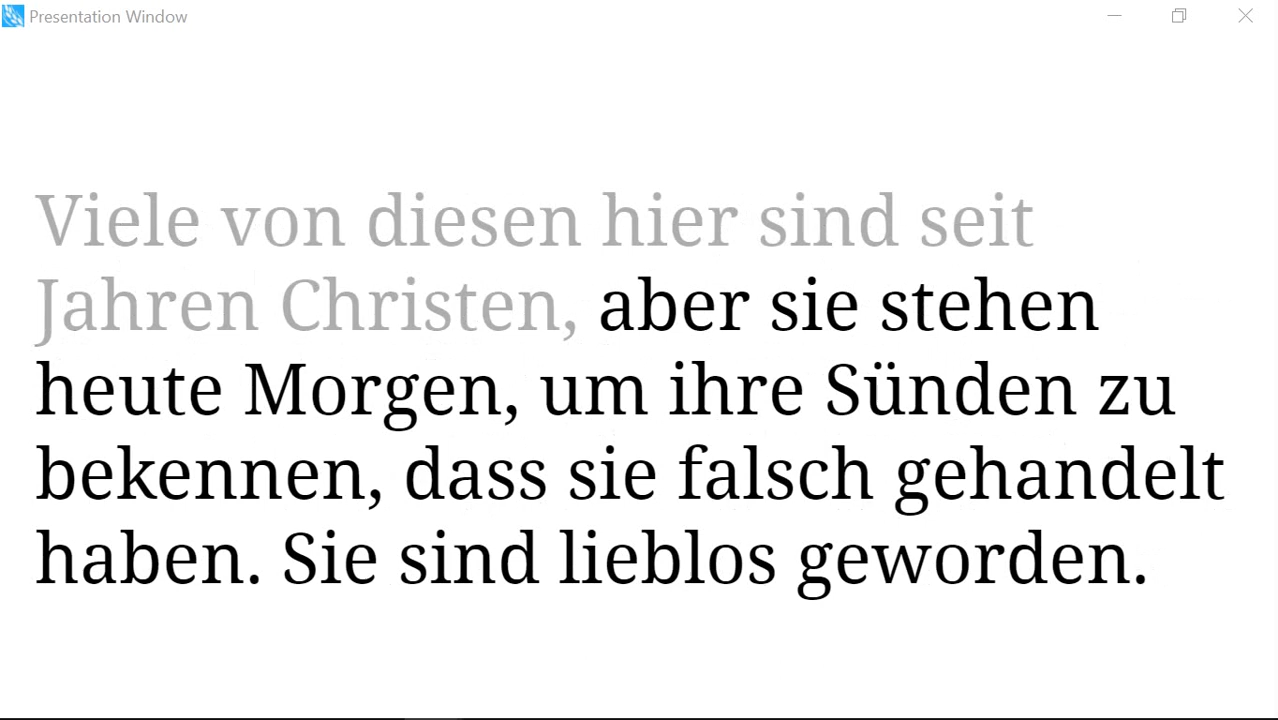 Presentation Window
Viele von diesen hier sind seit
Jahren Christen, aber sie stehen
heute Morgen, um ihre Sünden zu
bekennen, dass sie falsch gehandelt
haben. Sie sind lieblos geworden.